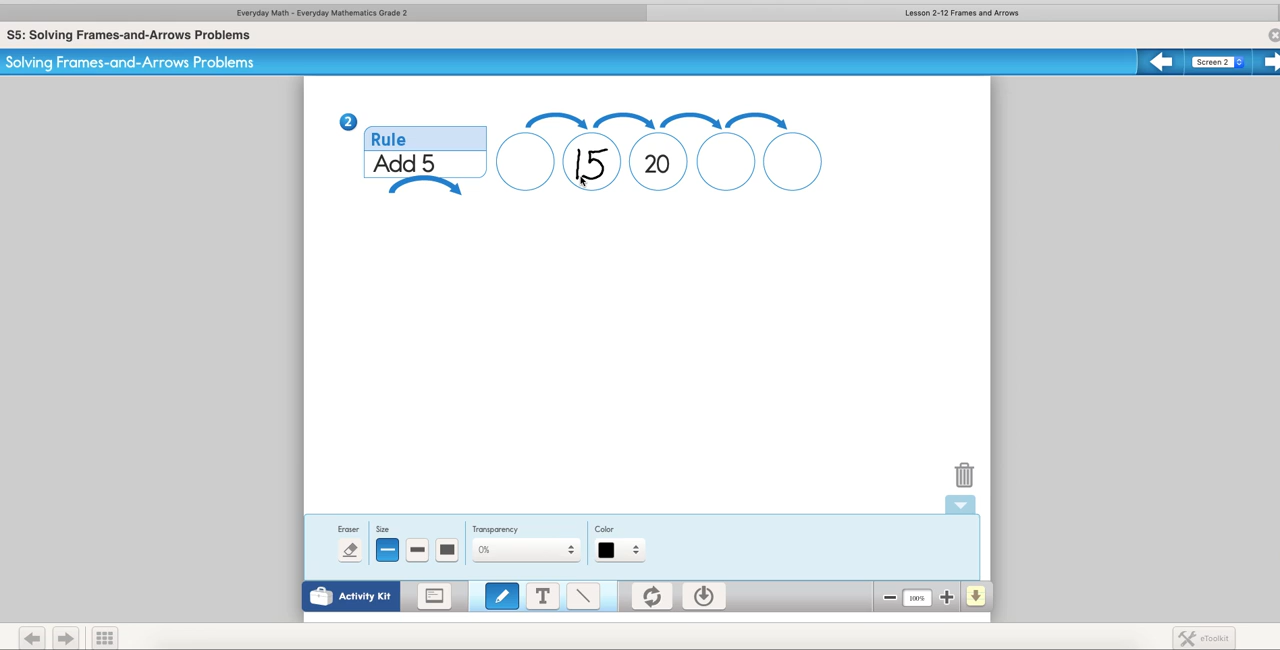 Everyday Math - Everyday Mathematics Grade 2
Lesson 2-12 Frames and Arrows
S5: Solving Frames-and-Arrows Problems
Solving Frames-and-Arrows Problems
Screen 2
2
Rule
Add 5
15 20
Eraser Size Transparency Color
0%
Activity Kit
T
100%
eToolkit